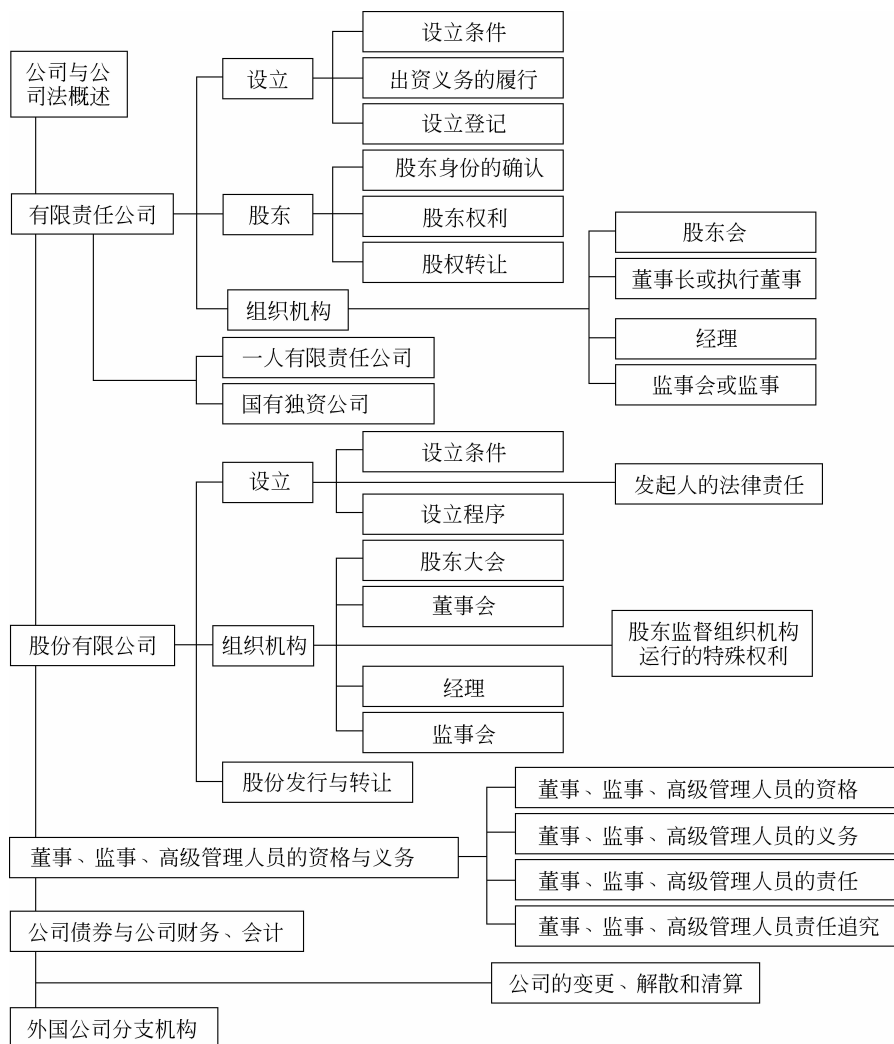 公司与公
司法概述
有限责任公司
设立
设立条件
出资义务的履行
设立登记
股东
股东身份的确认
股东权利
股权转让
组织机构
股东会
董事长或执行董事
经理
监事会或监事
一人有限责任公司
国有独资公司
股份有限公司
设立
设立条件
发起人的法律责任
设立程序
组织机构
股东大会
董事会
股东监督组织机构
运行的特殊权利
经理
监事会
股份发行与转让
董事、监事、高级管理人员的资格与义务
董事、监事、高级管理人员的资格
董事、监事、高级管理人员的义务
董事、监事、高级管理人员的责任
董事、监事、高级管理人员责任追究
公司债券与公司财务、会计
公司的变更、解散和清算
外国公司分支机构